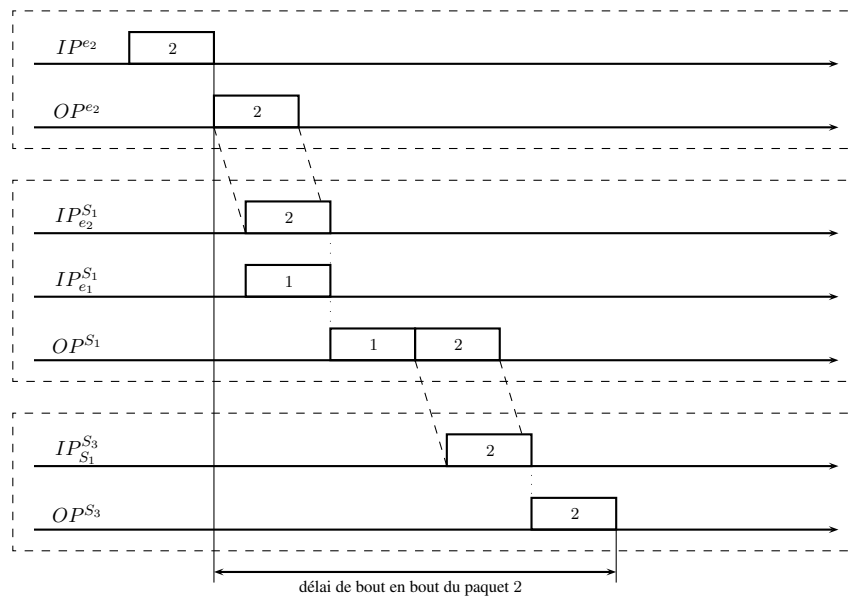 IP^{e_2}
2
OP^{e_2}
2
IP^{S_1}_{e_2}
2
IP^{S_1}_{e_1}
1
OP^{S_1}
1 2
IP^{S_3}_{S_1}
2
OP^{S_3}
2
délai de bout en bout du paquet 2